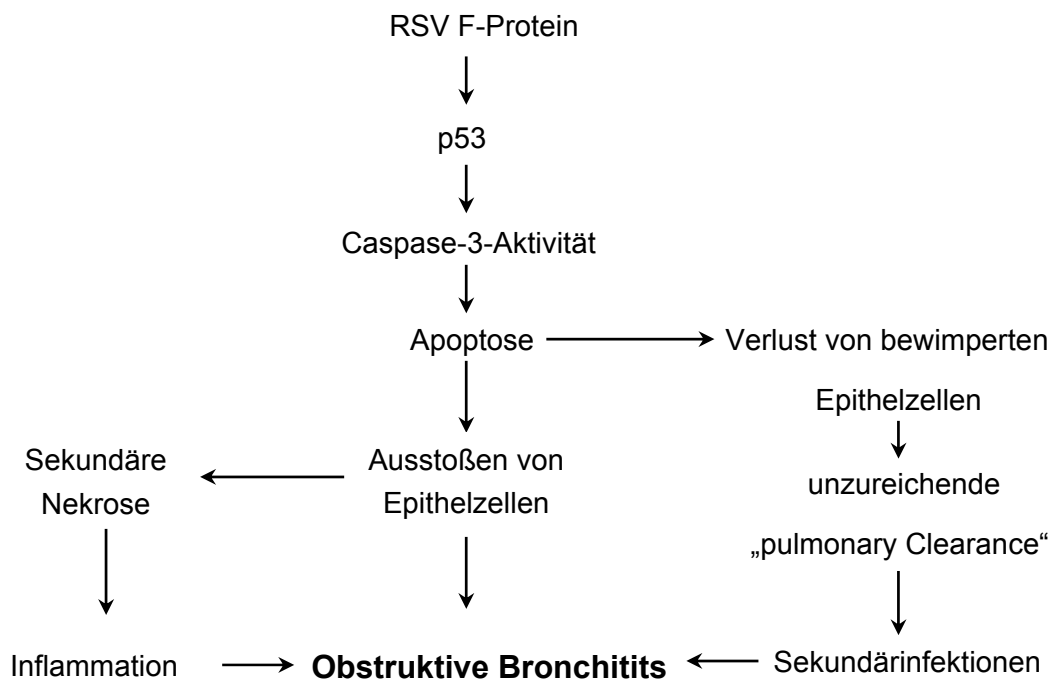 RSV F-Protein
p53
Caspase-3-Aktivität
Apoptose
Verlust von bewimperten
Epithelzellen
Sekundäre
Nekrose
Ausstoßen von
Epithelzellen
unzureichende
„pulmonary Clearance“
Inflammation
Obstruktive Bronchitits
Sekundärinfektionen